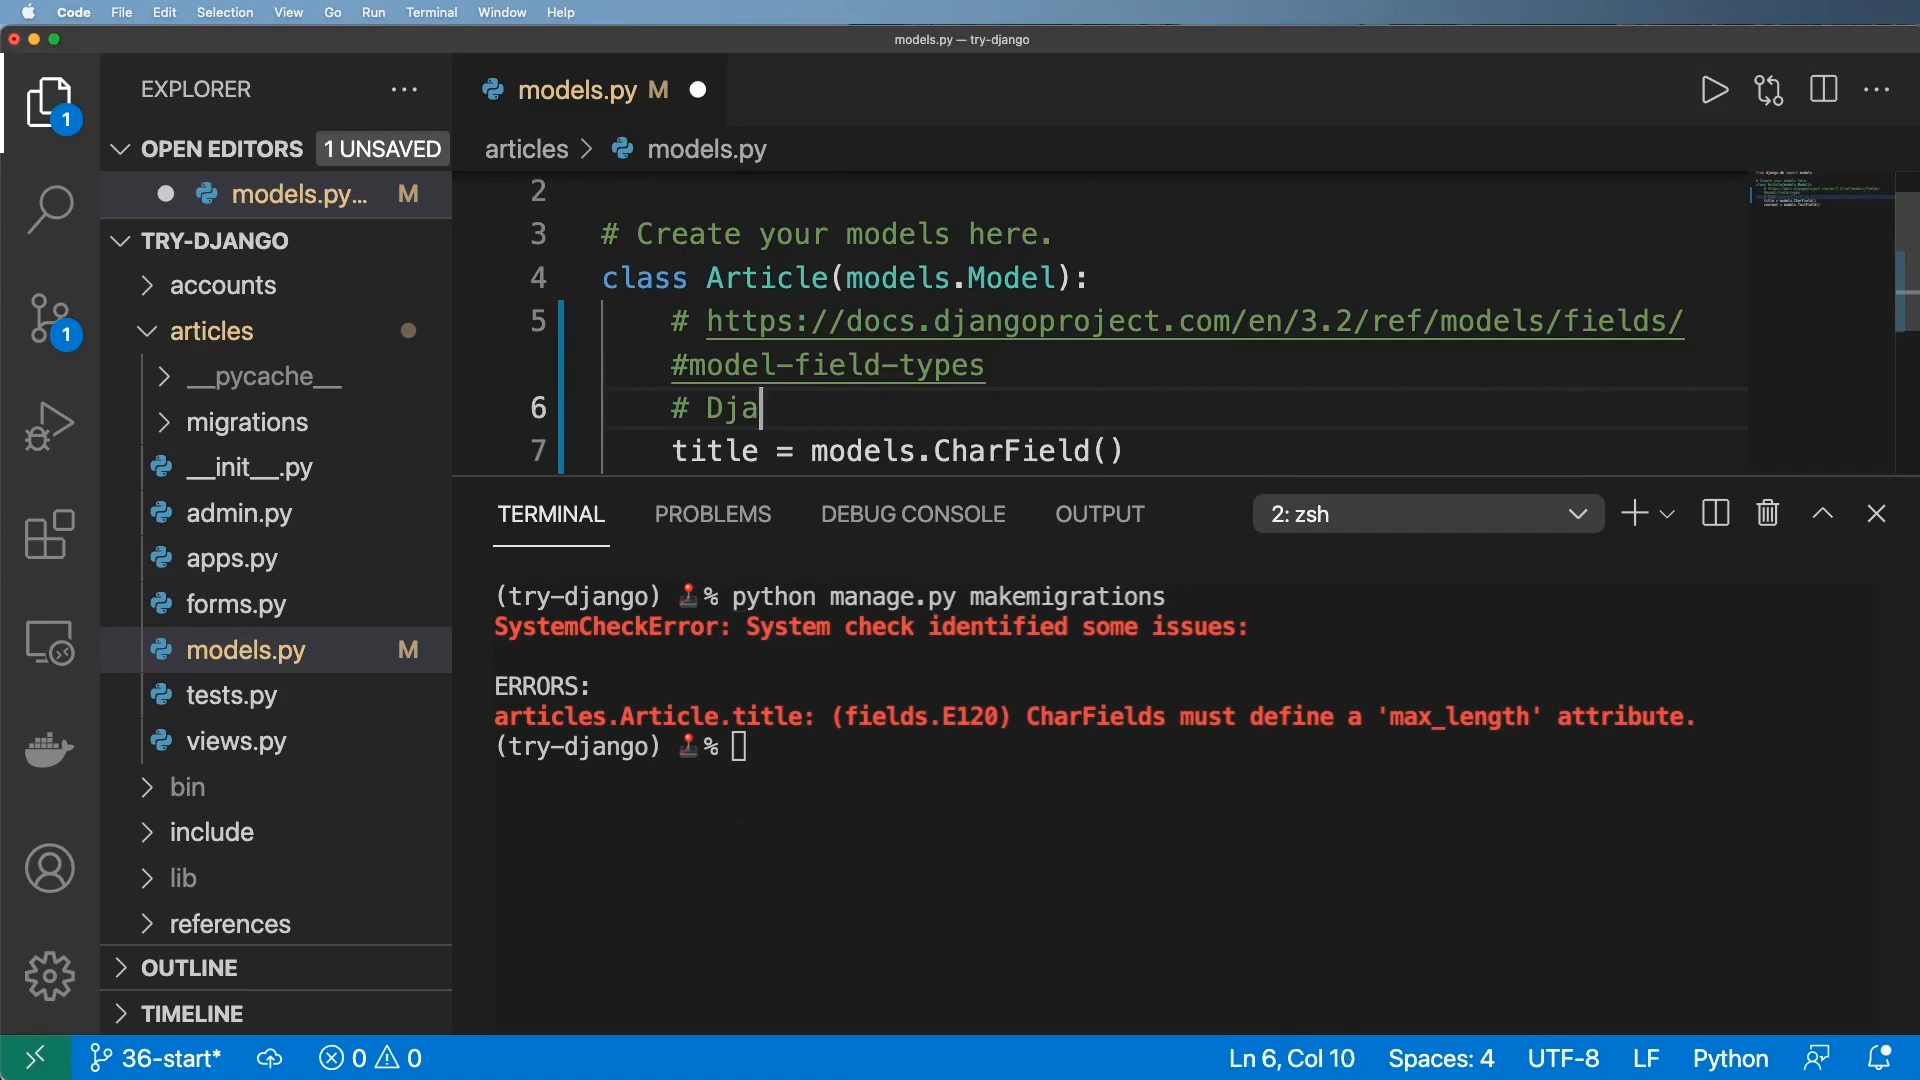 Code File Edit Selection View Go Run Terminal Window Help
models.py — try-django
EXPLORER
OPEN EDITORS 1 UNSAVED
models.py... M
TRY-DJANGO
accounts
articles
__pycache__
migrations
__init__.py
admin.py
apps.py
forms.py
models.py M
tests.py
views.py
bin
include
lib
references
OUTLINE
TIMELINE
1
1
models.py M
articles > models.py
2
3 # Create your models here.
4 class Article(models.Model):
5 # https://docs.djangoproject.com/en/3.2/ref/models/fields/
#model-field-types
6 # Dja
7 title = models.CharField()
TERMINAL PROBLEMS DEBUG CONSOLE OUTPUT 2: zsh
(try-django) % python manage.py makemigrations
SystemCheckError: System check identified some issues:
ERRORS:
articles.Article.title: (fields.E120) CharFields must define a 'max_length' attribute.
(try-django) %
36-start* 0 0 Ln 6, Col 10 Spaces: 4 UTF-8 LF Python